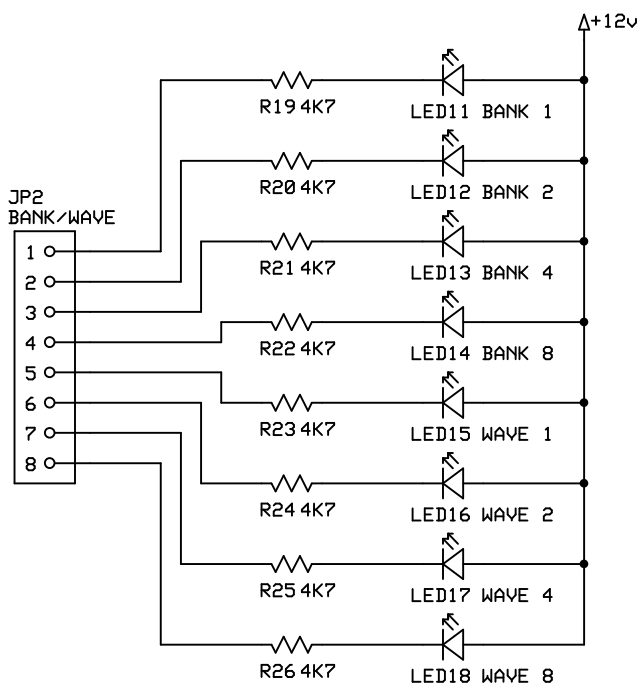 +12v
R19 4K7
LED11 BANK 1
R20 4K7
LED12 BANK 2
JP2
BANK/WAVE
1
2
3
4
5
6
7
8
R21 4K7
LED13 BANK 4
R22 4K7
LED14 BANK 8
R23 4K7
LED15 WAVE 1
R24 4K7
LED16 WAVE 2
R25 4K7
LED17 WAVE 4
R26 4K7
LED18 WAVE 8